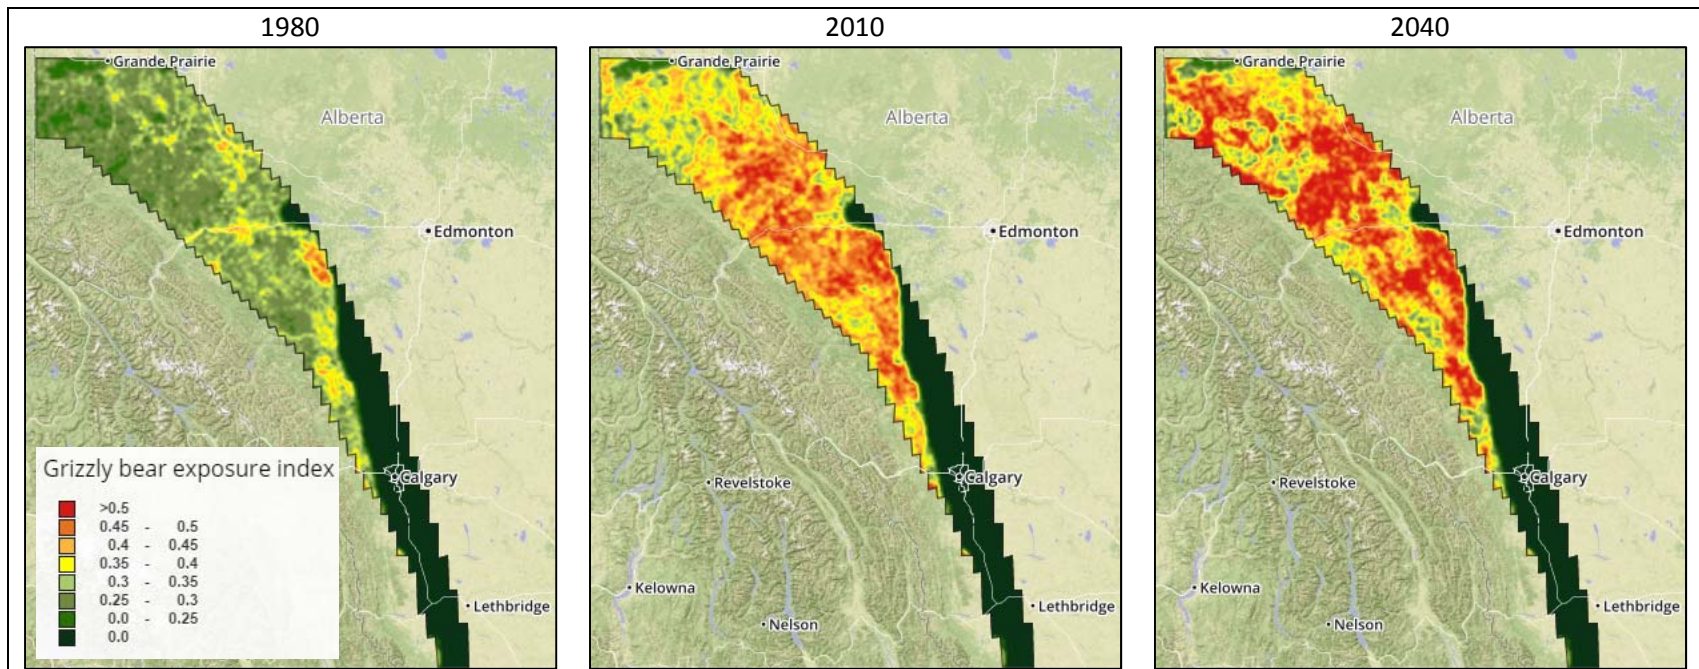 1980
2010
2040
Grande Prairie
Alberta
Edmonton
Calgary
Lethbridge
Grizzly bear exposure index
>0.5
0.45 - 0.5
0.4 - 0.45
0.35 - 0.4
0.3 - 0.35
0.25 - 0.3
0.0 - 0.25
0.0
Grande Prairie
Alberta
Edmonton
Calgary
Revelstoke
Kelowna
Lethbridge
Nelson
Grande Prairie
Alberta
Edmonton
Calgary
Revelstoke
Kelowna
Lethbridge
Nelson